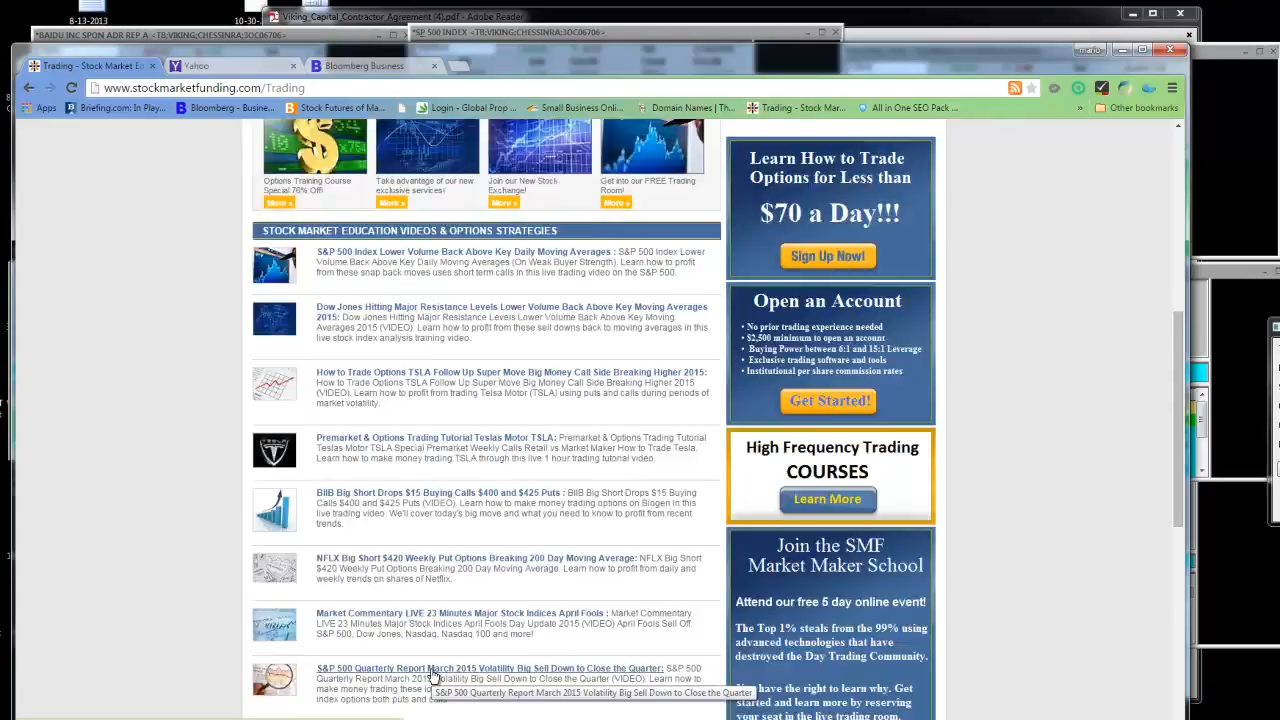 8-13-2013
10-30-
Viking_Capital_Contractor_Agreement (4).pdf - Adobe Reader
*BAIDU INC SPON ADR REP A <TB;VIKING;CHESSINRA;3OC06706>
*SP 500 INDEX <TB;VIKING;CHESSINRA;3OC06706>
mario
Trading - Stock Market Ed
Yahoo
Bloomberg Business
www.stockmarketfunding.com/Trading
Apps
Briefing.com: In Play...
Bloomberg - Busine...
Stock Futures of Ma...
Login - Global Prop ...
Small Business Onli...
Domain Names | Th...
Trading - Stock Mar...
All in One SEO Pack ...
»
Other bookmarks
Options Training Course
Special 76% Off!
More »
Take advantage of our new
exclusive services!
More »
Join our New Stock
Exchange!
More »
Get into our FREE Trading
Room!
More »
STOCK MARKET EDUCATION VIDEOS & OPTIONS STRATEGIES
S&P 500 Index Lower Volume Back Above Key Daily Moving Averages : S&P 500 Index Lower
Volume Back Above Key Daily Moving Averages (On Weak Buyer Strength). Learn how to profit
from these snap back moves uses short term calls in this live trading video on the S&P 500.
Dow Jones Hitting Major Resistance Levels Lower Volume Back Above Key Moving Averages
2015: Dow Jones Hitting Major Resistance Levels Lower Volume Back Above Key Moving
Averages 2015 (VIDEO). Learn how to profit from these sell downs back to moving averages in this
live stock index analysis training video.
How to Trade Options TSLA Follow Up Super Move Big Money Call Side Breaking Higher 2015:
How to Trade Options TSLA Follow Up Super Move Big Money Call Side Breaking Higher 2015
(VIDEO). Learn how to profit from trading Telsa Motor (TSLA) using puts and calls during periods of
market volatility.
Premarket & Options Trading Tutorial Teslas Motor TSLA: Premarket & Options Trading Tutorial
Teslas Motor TSLA Special Premarket Weekly Calls Retail vs Market Maker How to Trade Tesla.
Learn how to make money trading TSLA through this live 1 hour trading tutorial video.
BIIB Big Short Drops $15 Buying Calls $400 and $425 Puts : BIIB Big Short Drops $15 Buying
Calls $400 and $425 Puts (VIDEO). Learn how to make money trading options on Biogen in this
live trading video. We'll cover today's big move and what you need to know to profit from recent
trends.
NFLX Big Short $420 Weekly Put Options Breaking 200 Day Moving Average: NFLX Big Short
$420 Weekly Put Options Breaking 200 Day Moving Average. Learn how to profit from daily and
weekly trends on shares of Netflix.
Market Commentary LIVE 23 Minutes Major Stock Indices April Fools : Market Commentary
LIVE 23 Minutes Major Stock Indices April Fools Day Update 2015 (VIDEO) April Fools Sell Off.
S&P 500, Dow Jones, Nasdaq, Nasdaq 100 and more!
S&P 500 Quarterly Report March 2015 Volatility Big Sell Down to Close the Quarter: S&P 500
Quarterly Report March 2015 Volatility Big Sell Down to Close the Quarter (VIDEO). Learn how to
make money trading these
index options both puts and
S&P 500 Quarterly Report March 2015 Volatility Big Sell Down to Close the Quarter
Learn How to Trade
Options for Less than
$70 a Day!!!
Sign Up Now!
Open an Account
• No prior trading experience needed
• $2,500 minimum to open an account
• Buying Power between 6:1 and 15:1 Leverage
• Exclusive trading software and tools
• Institutional per share commission rates
Get Started!
High Frequency Trading
COURSES
Learn More
Join the SMF
Market Maker School
Attend our free 5 day online event!
The Top 1% steals from the 99% using
advanced technologies that have
destroyed the Day Trading Community.
You have the right to learn why. Get
started and learn more by reserving
your seat in the live trading room.